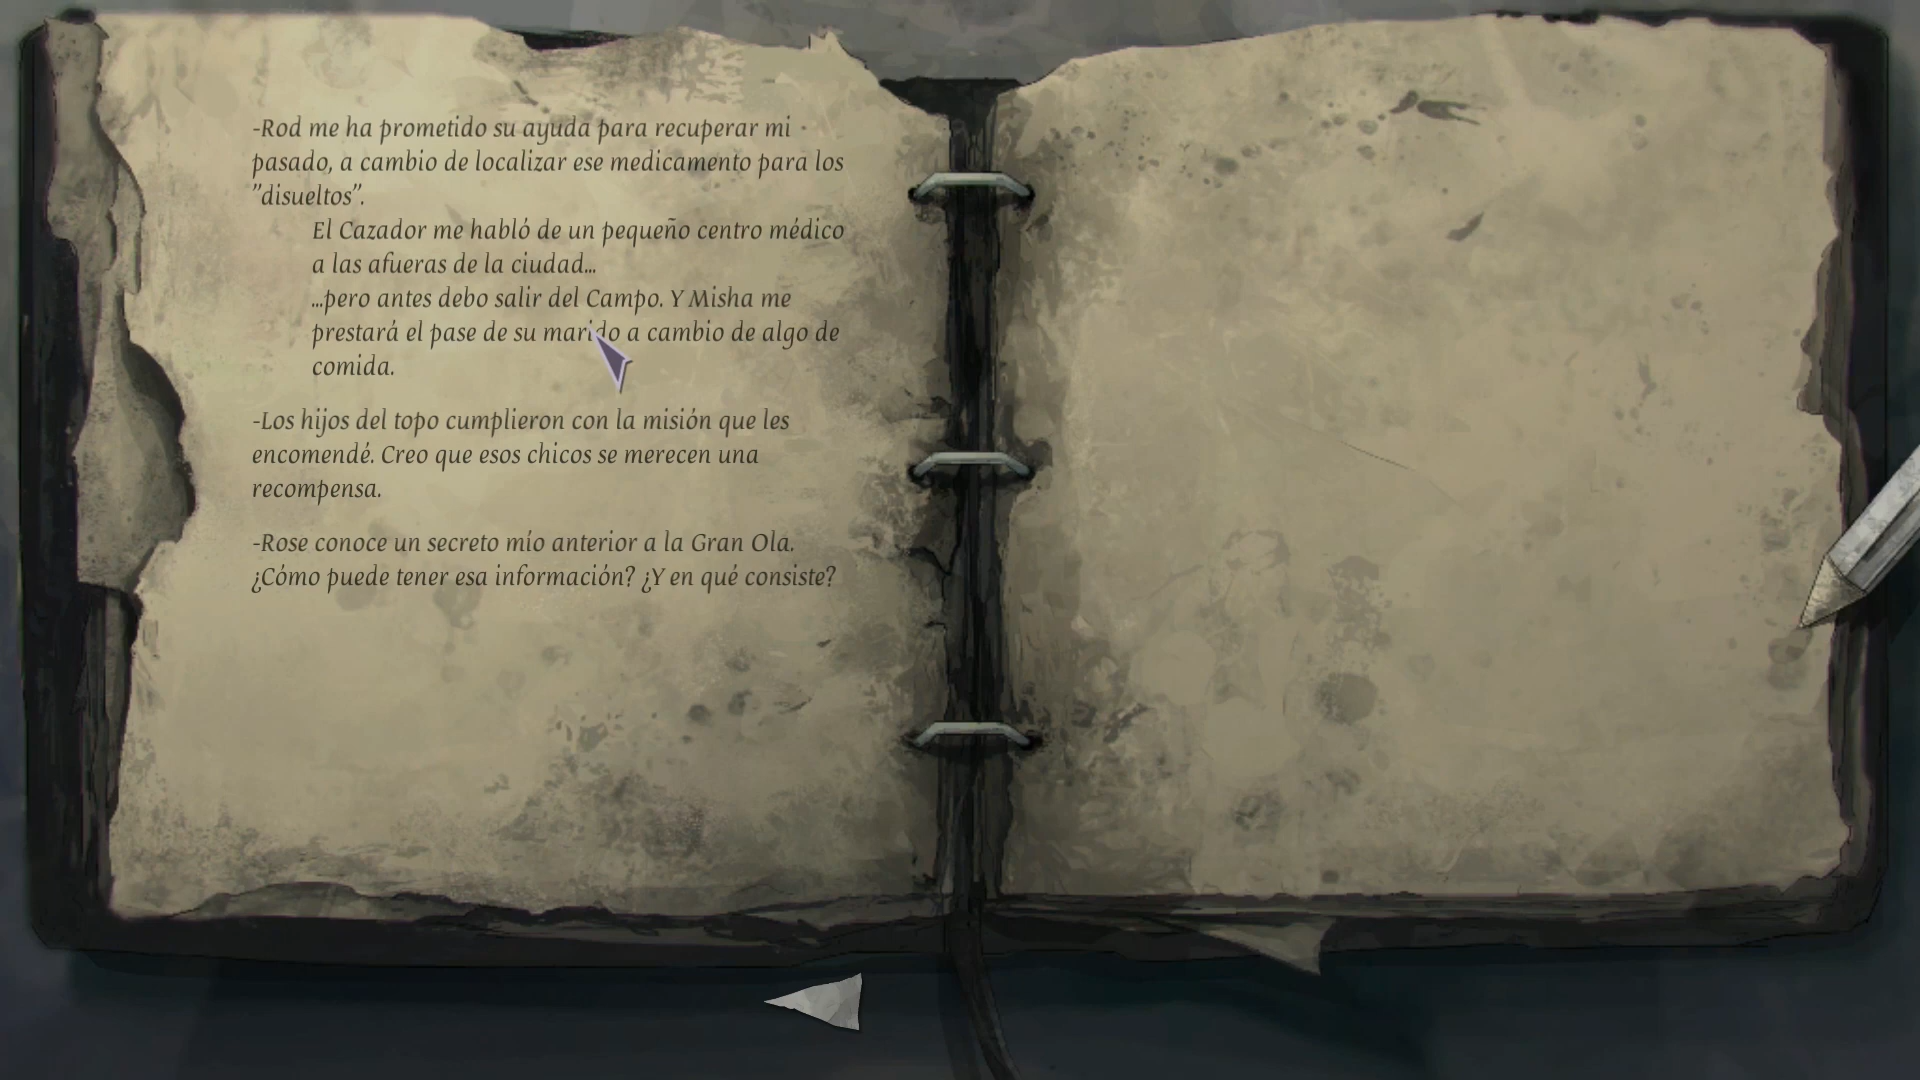 -Rod me ha prometido su ayuda para recuperar mi
pasado, a cambio de localizar ese medicamento para los
"disueltos".
El Cazador me habló de un pequeño centro médico
a las afueras de la ciudad...
...pero antes debo salir del Campo. Y Misha me
prestará el pase de su marido a cambio de algo de
comida.
-Los hijos del topo cumplieron con la misión que les
encomendé. Creo que esos chicos se merecen una
recompensa.
-Rose conoce un secreto mío anterior a la Gran Ola.
¿Cómo puede tener esa información? ¿Y en qué consiste?